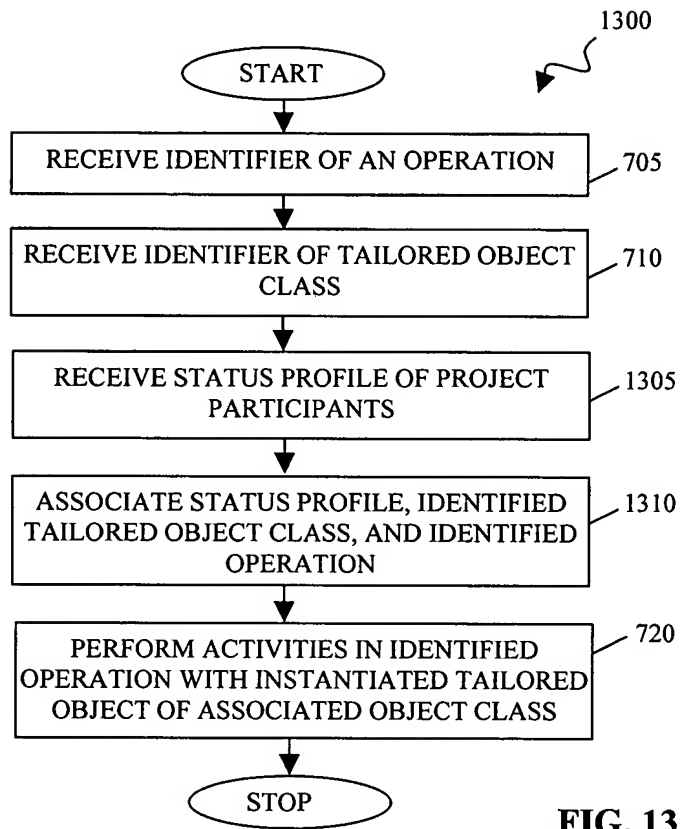 1300
START
RECEIVE IDENTIFIER OF AN OPERATION
705
RECEIVE IDENTIFIER OF TAILORED OBJECT
CLASS
710
RECEIVE STATUS PROFILE OF PROJECT
PARTICIPANTS
1305
ASSOCIATE STATUS PROFILE, IDENTIFIED
TAILORED OBJECT CLASS, AND IDENTIFIED
OPERATION
1310
PERFORM ACTIVITIES IN IDENTIFIED
OPERATION WITH INSTANTIATED TAILORED
OBJECT OF ASSOCIATED OBJECT CLASS
720
STOP
FIG. 13